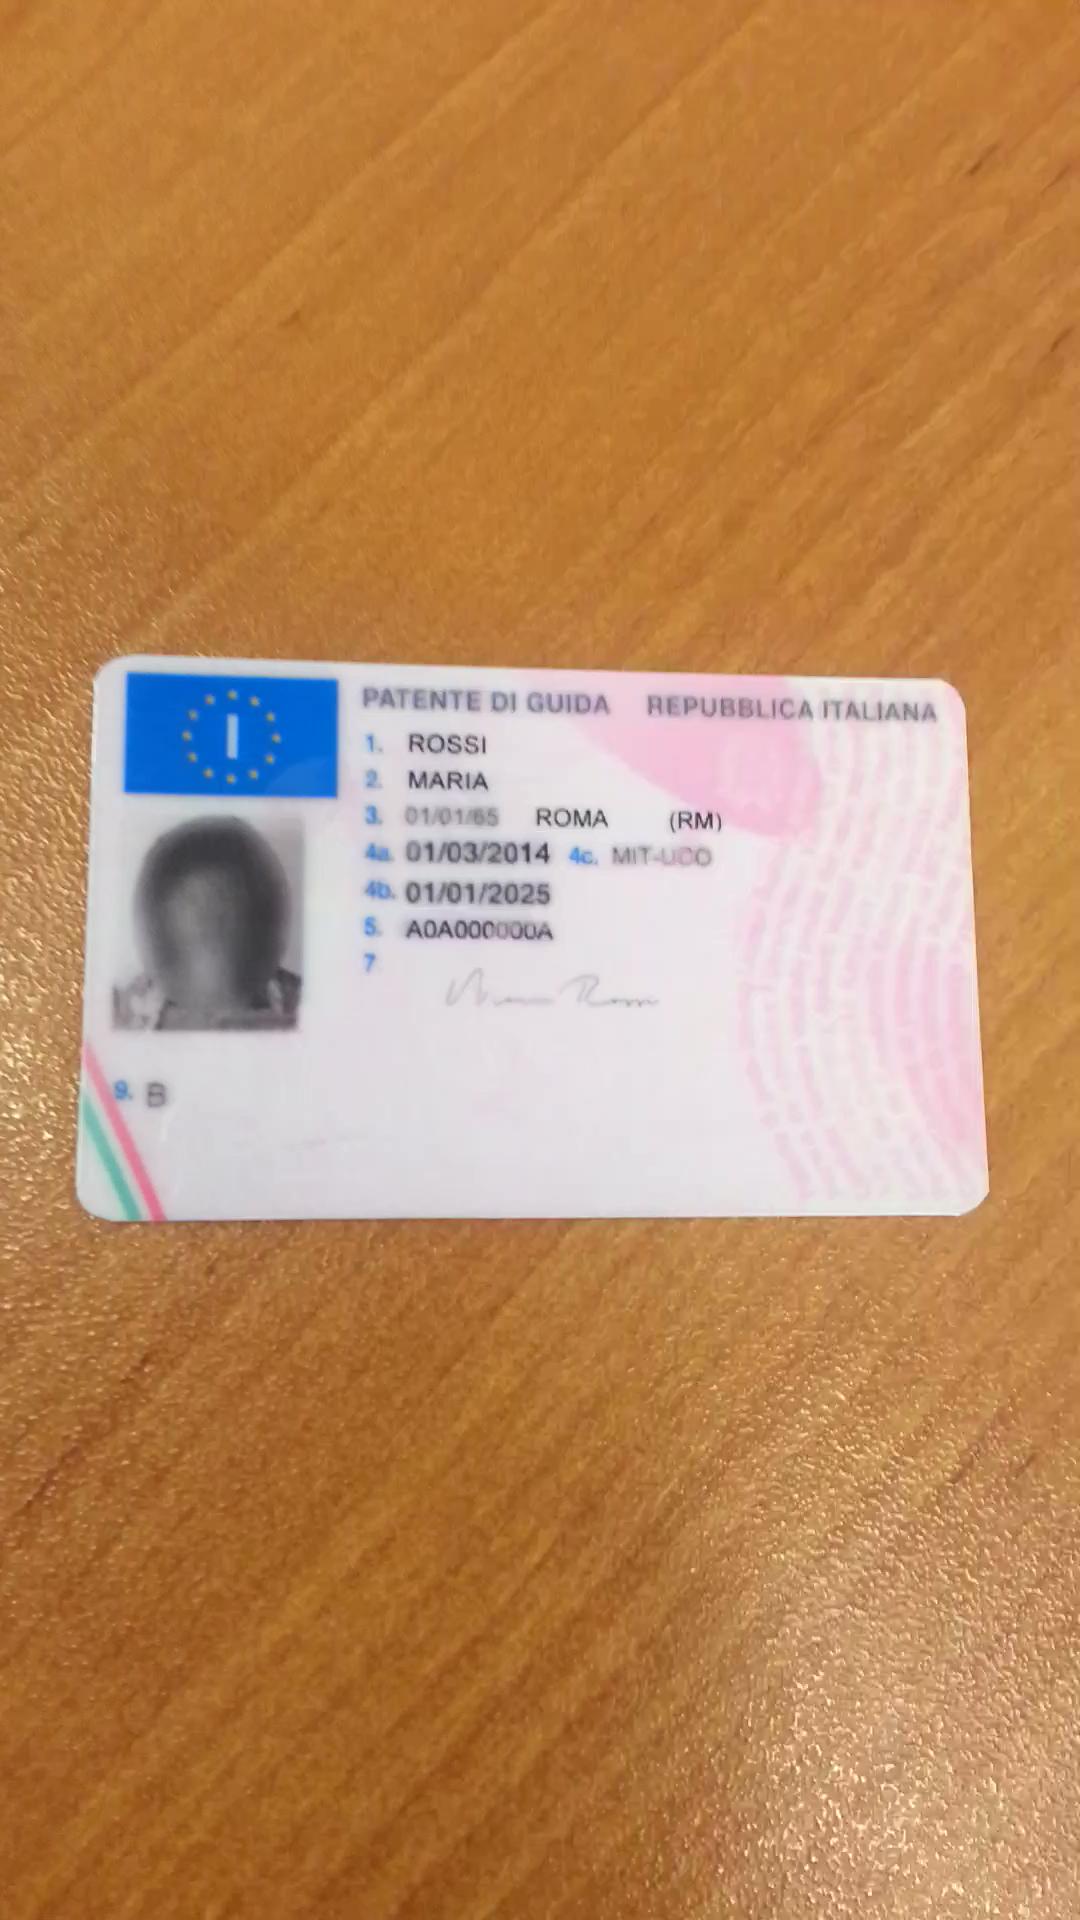 I
PATENTE DI GUIDA REPUBBLICA ITALIANA
1. ROSSI
2. MARIA
3. 01/01/65 ROMA (RM)
4a. 01/03/2014 4c. MIT-UCO
4b. 01/01/2025
5. A0A000000A
7
Maria Rossi
9. B